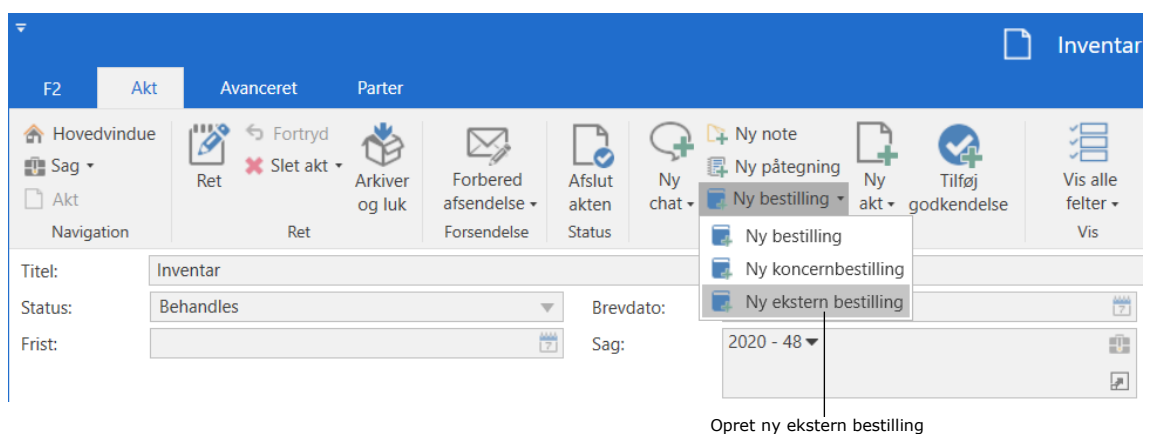 Inventar
F2 Akt Avanceret Parter
Hovedvindue
Sag
Akt
Navigation
Ret
Fortryd
Slet akt
Arkiver
og luk
Ret
Forbered
afsendelse
Forsendelse
Afslut
akten
Status
Ny
chat
Ny note
Ny påtegning
Ny bestilling
Ny
akt
Tilføj
godkendelse
Vis alle
felter
Vis
Ny bestilling
Ny koncernbestilling
Ny ekstern bestilling
Titel: Inventar
Status: Behandles Brevdato:
Frist: Sag: 2020 - 48
Opret ny ekstern bestilling